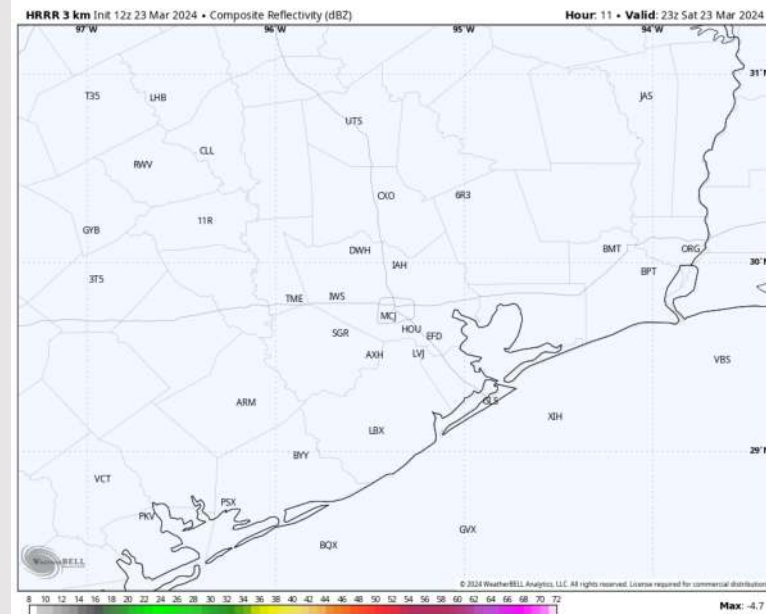 HRRR 3 km Init 12z 23 Mar 2024 • Composite Reflectivity (dBZ) Hour: 11 • Valid: 23z Sat 23 Mar 2024
97°W 96°W 95°W 94°W
31°N
T35 LHB JAS
UTS
CLL
RWV
CXO 6R3
11R
GYB
DWH BMT ORG
IAH 30°N
BPT
3T5
TME IWS
MCJ
SGR HOU EFD
AXH LVJ VBS
ARM GLS
XIH
LBX
BYY 29°N
VCT
PSX
PKV
GVX
BQX
WeatherBELL
© 2024 WeatherBELL Analytics, LLC. All rights reserved. License required for commercial distribution
8 10 12 14 16 18 20 22 24 26 28 30 32 34 36 38 40 42 44 46 48 50 52 54 56 58 60 62 64 66 68 70 72
Max: -4.7